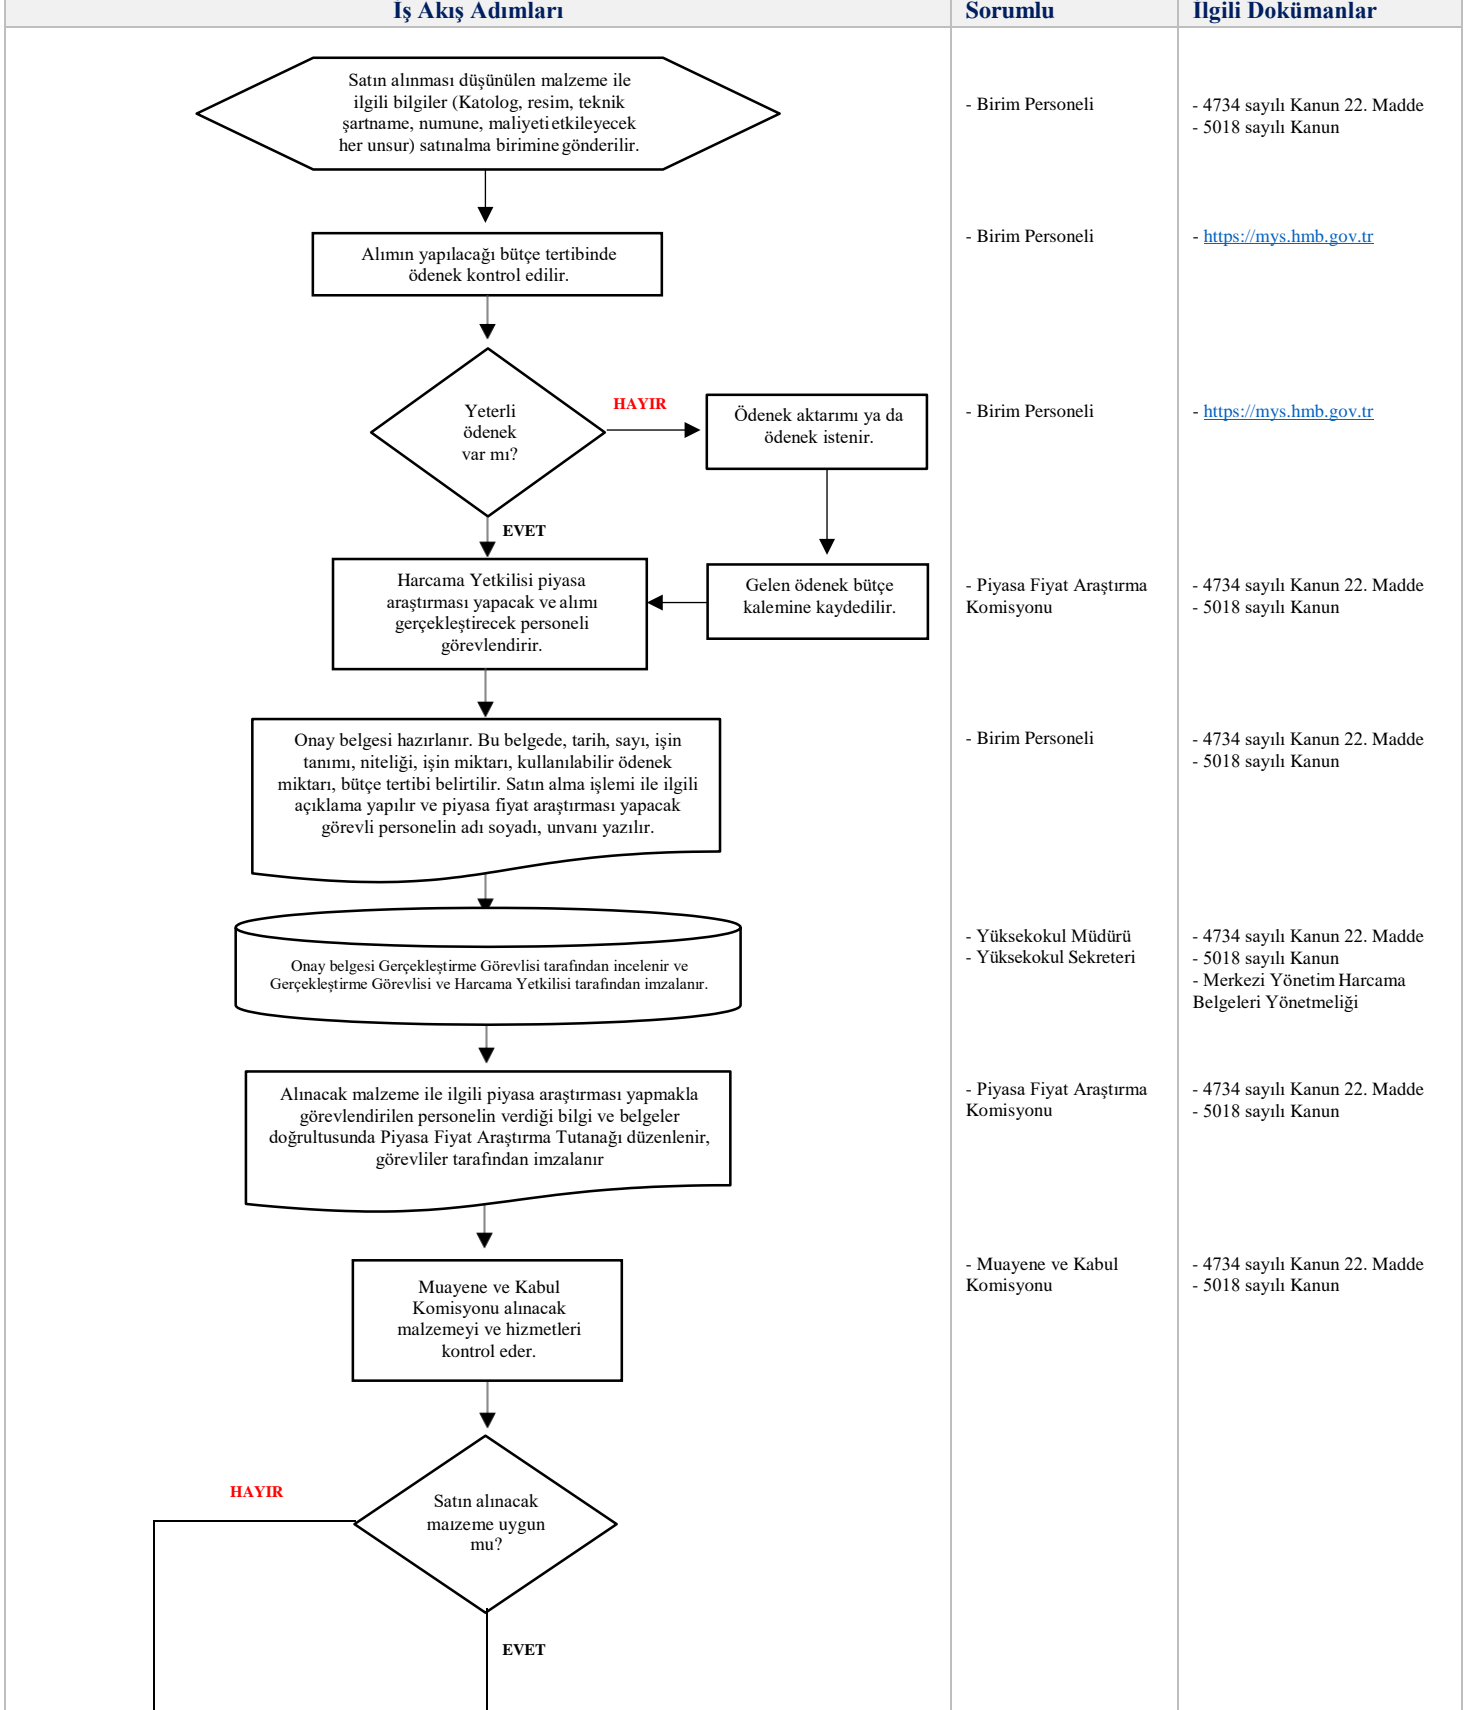 İş Akış Adımları
Sorumlu
İlgili Dokümanlar
Satın alınması düşünülen malzeme ile
ilgili bilgiler (Katolog, resim, teknik
şartname, numune, maliyeti etkileyecek
her unsur) satınalma birimine gönderilir.
- Birim Personeli
- 4734 sayılı Kanun 22. Madde
- 5018 sayılı Kanun
Alımın yapılacağı bütçe tertibinde
ödenek kontrol edilir.
- Birim Personeli
- https://mys.hmb.gov.tr
Yeterli
ödenek
var mı?
HAYIR
Ödenek aktarımı ya da
ödenek istenir.
- Birim Personeli
- https://mys.hmb.gov.tr
EVET
Harcama Yetkilisi piyasa
araştırması yapacak ve alımı
gerçekleştirecek personeli
görevlendirir.
Gelen ödenek bütçe
kalemine kaydedilir.
- Piyasa Fiyat Araştırma
Komisyonu
- 4734 sayılı Kanun 22. Madde
- 5018 sayılı Kanun
Onay belgesi hazırlanır. Bu belgede, tarih, sayı, işin
tanımı, niteliği, işin miktarı, kullanılabilir ödenek
miktarı, bütçe tertibi belirtilir. Satın alma işlemi ile ilgili
açıklama yapılır ve piyasa fiyat araştırması yapacak
görevli personelin adı soyadı, unvanı yazılır.
- Birim Personeli
- 4734 sayılı Kanun 22. Madde
- 5018 sayılı Kanun
Onay belgesi Gerçekleştirme Görevlisi tarafından incelenir ve
Gerçekleştirme Görevlisi ve Harcama Yetkilisi tarafından imzalanır.
- Yüksekokul Müdürü
- Yüksekokul Sekreteri
- 4734 sayılı Kanun 22. Madde
- 5018 sayılı Kanun
- Merkezi Yönetim Harcama
Belgeleri Yönetmeliği
Alınacak malzeme ile ilgili piyasa araştırması yapmakla
görevlendirilen personelin verdiği bilgi ve belgeler
doğrultusunda Piyasa Fiyat Araştırma Tutanağı düzenlenir,
görevliler tarafından imzalanır
- Piyasa Fiyat Araştırma
Komisyonu
- 4734 sayılı Kanun 22. Madde
- 5018 sayılı Kanun
Muayene ve Kabul
Komisyonu alınacak
malzemeyi ve hizmetleri
kontrol eder.
- Muayene ve Kabul
Komisyonu
- 4734 sayılı Kanun 22. Madde
- 5018 sayılı Kanun
HAYIR
Satın alınacak
malzeme uygun
mu?
EVET